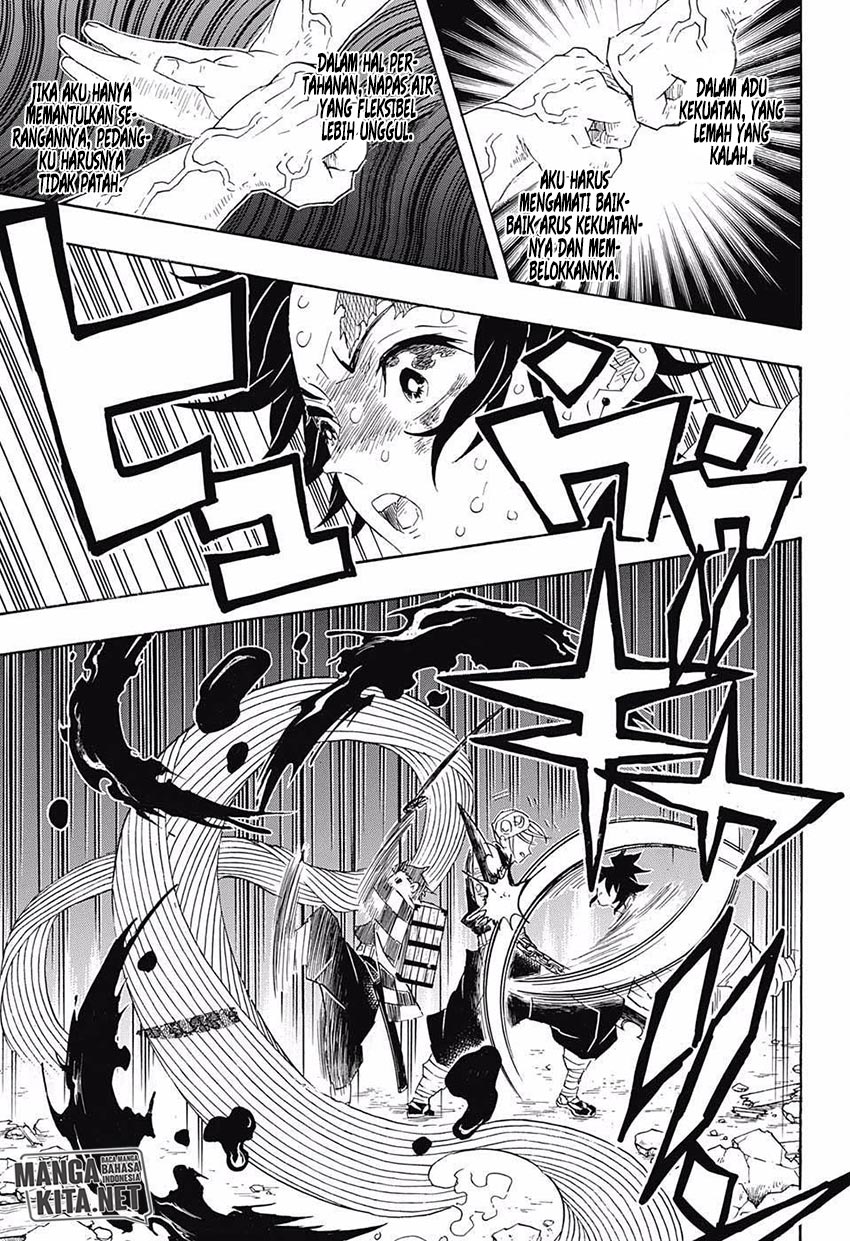 DALAM ADU
KEKUATAN, YANG
LEMAH YANG
KALAH.
AKU HARUS
MENGAMATI BAIK-
BAIK ARUS KEKUATAN-
NYA DAN MEM-
BELOKKANNYA.
DALAM HAL PER-
TAHANAN, NAPAS AIR
YANG FLEKSIBEL
LEBIH UNGGUL.
JIKA AKU HANYA
MEMANTULKAN SE-
RANGANNYA, PEDANG-
KU HARUSNYA
TIDAK PATAH.
ヒュ
ガギ
MANGA
KITA.NET
BACA MANGA
BAHASA
INDONESIA